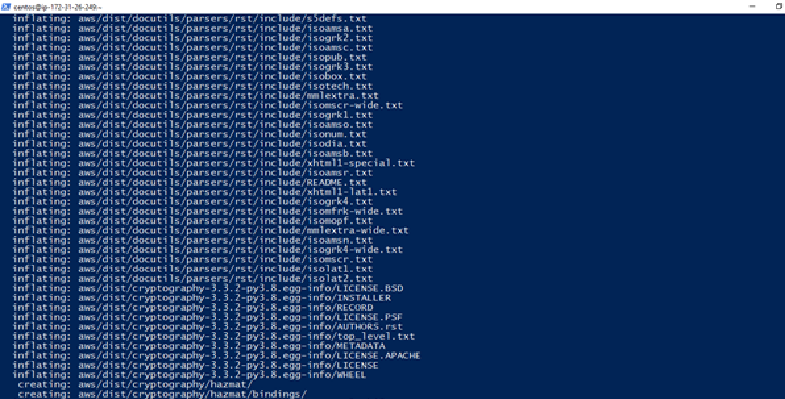 centos@ip-172-31-26-249:~
inflating: aws/dist/docutils/parsers/rst/include/s5defs.txt
inflating: aws/dist/docutils/parsers/rst/include/isoamsa.txt
inflating: aws/dist/docutils/parsers/rst/include/isogrk2.txt
inflating: aws/dist/docutils/parsers/rst/include/isoamsc.txt
inflating: aws/dist/docutils/parsers/rst/include/isopub.txt
inflating: aws/dist/docutils/parsers/rst/include/isogrk3.txt
inflating: aws/dist/docutils/parsers/rst/include/isobox.txt
inflating: aws/dist/docutils/parsers/rst/include/isotech.txt
inflating: aws/dist/docutils/parsers/rst/include/mmlextra.txt
inflating: aws/dist/docutils/parsers/rst/include/isomscr-wide.txt
inflating: aws/dist/docutils/parsers/rst/include/isogrk1.txt
inflating: aws/dist/docutils/parsers/rst/include/isoamso.txt
inflating: aws/dist/docutils/parsers/rst/include/isonum.txt
inflating: aws/dist/docutils/parsers/rst/include/isodia.txt
inflating: aws/dist/docutils/parsers/rst/include/isoamsb.txt
inflating: aws/dist/docutils/parsers/rst/include/xhtml1-special.txt
inflating: aws/dist/docutils/parsers/rst/include/isoamsr.txt
inflating: aws/dist/docutils/parsers/rst/include/README.txt
inflating: aws/dist/docutils/parsers/rst/include/xhtml1-lat1.txt
inflating: aws/dist/docutils/parsers/rst/include/isogrk4.txt
inflating: aws/dist/docutils/parsers/rst/include/isomfrk-wide.txt
inflating: aws/dist/docutils/parsers/rst/include/isomopf.txt
inflating: aws/dist/docutils/parsers/rst/include/mmlextra-wide.txt
inflating: aws/dist/docutils/parsers/rst/include/isoamsn.txt
inflating: aws/dist/docutils/parsers/rst/include/isogrk4-wide.txt
inflating: aws/dist/docutils/parsers/rst/include/isomscr.txt
inflating: aws/dist/docutils/parsers/rst/include/isolat1.txt
inflating: aws/dist/docutils/parsers/rst/include/isolat2.txt
inflating: aws/dist/cryptography-3.3.2-py3.8.egg-info/LICENSE.BSD
inflating: aws/dist/cryptography-3.3.2-py3.8.egg-info/INSTALLER
inflating: aws/dist/cryptography-3.3.2-py3.8.egg-info/RECORD
inflating: aws/dist/cryptography-3.3.2-py3.8.egg-info/LICENSE.PSF
inflating: aws/dist/cryptography-3.3.2-py3.8.egg-info/AUTHORS.rst
inflating: aws/dist/cryptography-3.3.2-py3.8.egg-info/top_level.txt
inflating: aws/dist/cryptography-3.3.2-py3.8.egg-info/METADATA
inflating: aws/dist/cryptography-3.3.2-py3.8.egg-info/LICENSE.APACHE
inflating: aws/dist/cryptography-3.3.2-py3.8.egg-info/LICENSE
inflating: aws/dist/cryptography-3.3.2-py3.8.egg-info/WHEEL
creating: aws/dist/cryptography/hazmat/
creating: aws/dist/cryptography/hazmat/bindings/